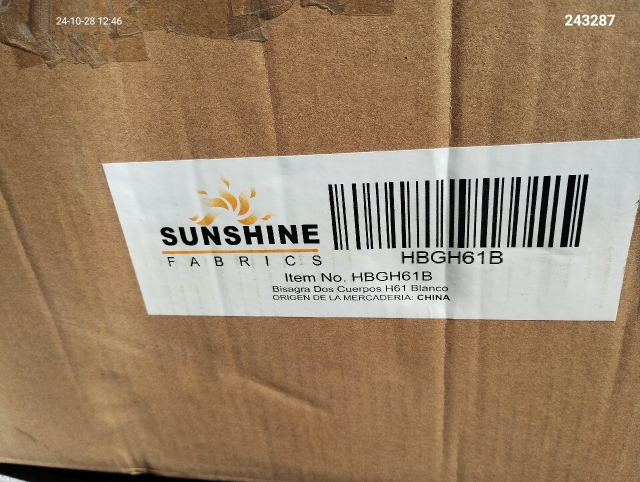 24-10-28 12:46
243287
SUNSHINE
FABRICS
HBGH61B
Item No. HBGH61B
Bisagra Dos Cuerpos H61 Blanco
ORIGEN DE LA MERCADERIA: CHINA